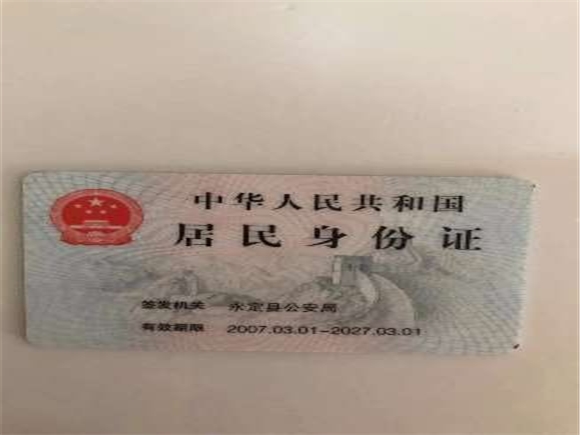 中华人民共和国
居民身份证
签发机关 永定县公安局
有效期限 2007.03.01-2027.03.01